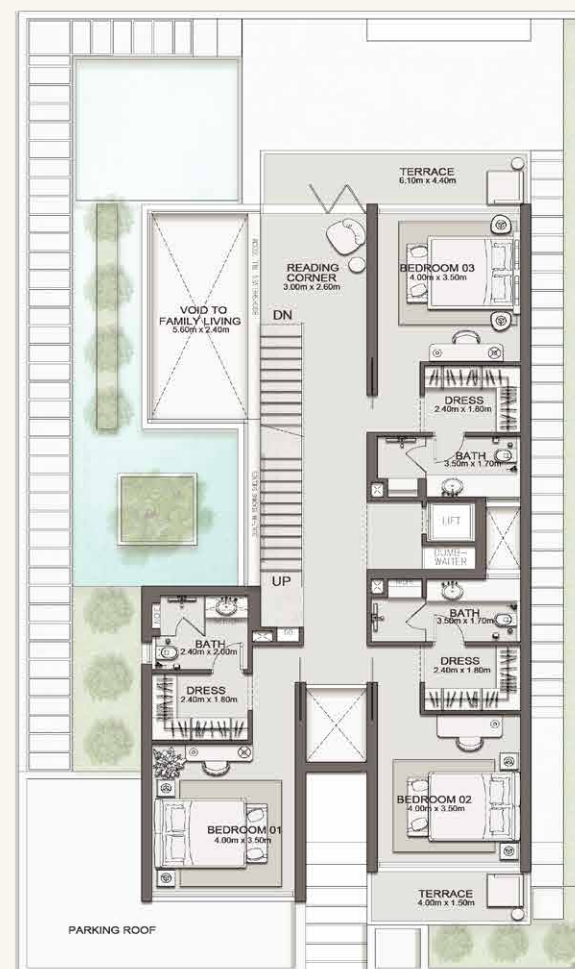 TERRACE
6.10m x 4.40m
READING
CORNER
3.00m x 2.60m
BEDROOM 03
4.00m x 3.50m
VOID TO
FAMILY LIVING
5.60m x 2.40m
DN
DRESS
2.40m x 1.80m
BATH
3.50m x 1.70m
LIFT
DUMB-
WAITER
UP
BATH
3.50m x 1.70m
BATH
2.40m x 2.00m
DRESS
2.40m x 1.80m
DRESS
2.40m x 1.80m
BEDROOM 02
4.00m x 3.50m
BEDROOM 01
4.00m x 3.50m
TERRACE
4.00m x 1.50m
PARKING ROOF